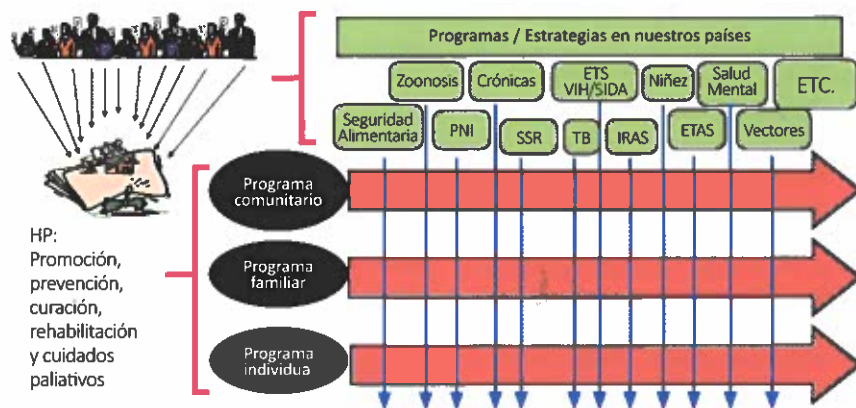 Programas / Estrategias en nuestros países
Zoonosis
Crónicas
ETS
VIH/SIDA
Niñez
Salud
Mental
ETC.
Seguridad
Alimentaria
PNI
SSR
TB
IRAS
ETAS
Vectores
Programa
comunitario
Programa
familiar
Programa
individua
HP:
Promoción,
prevención,
curación,
rehabilitación
y cuidados
paliativos